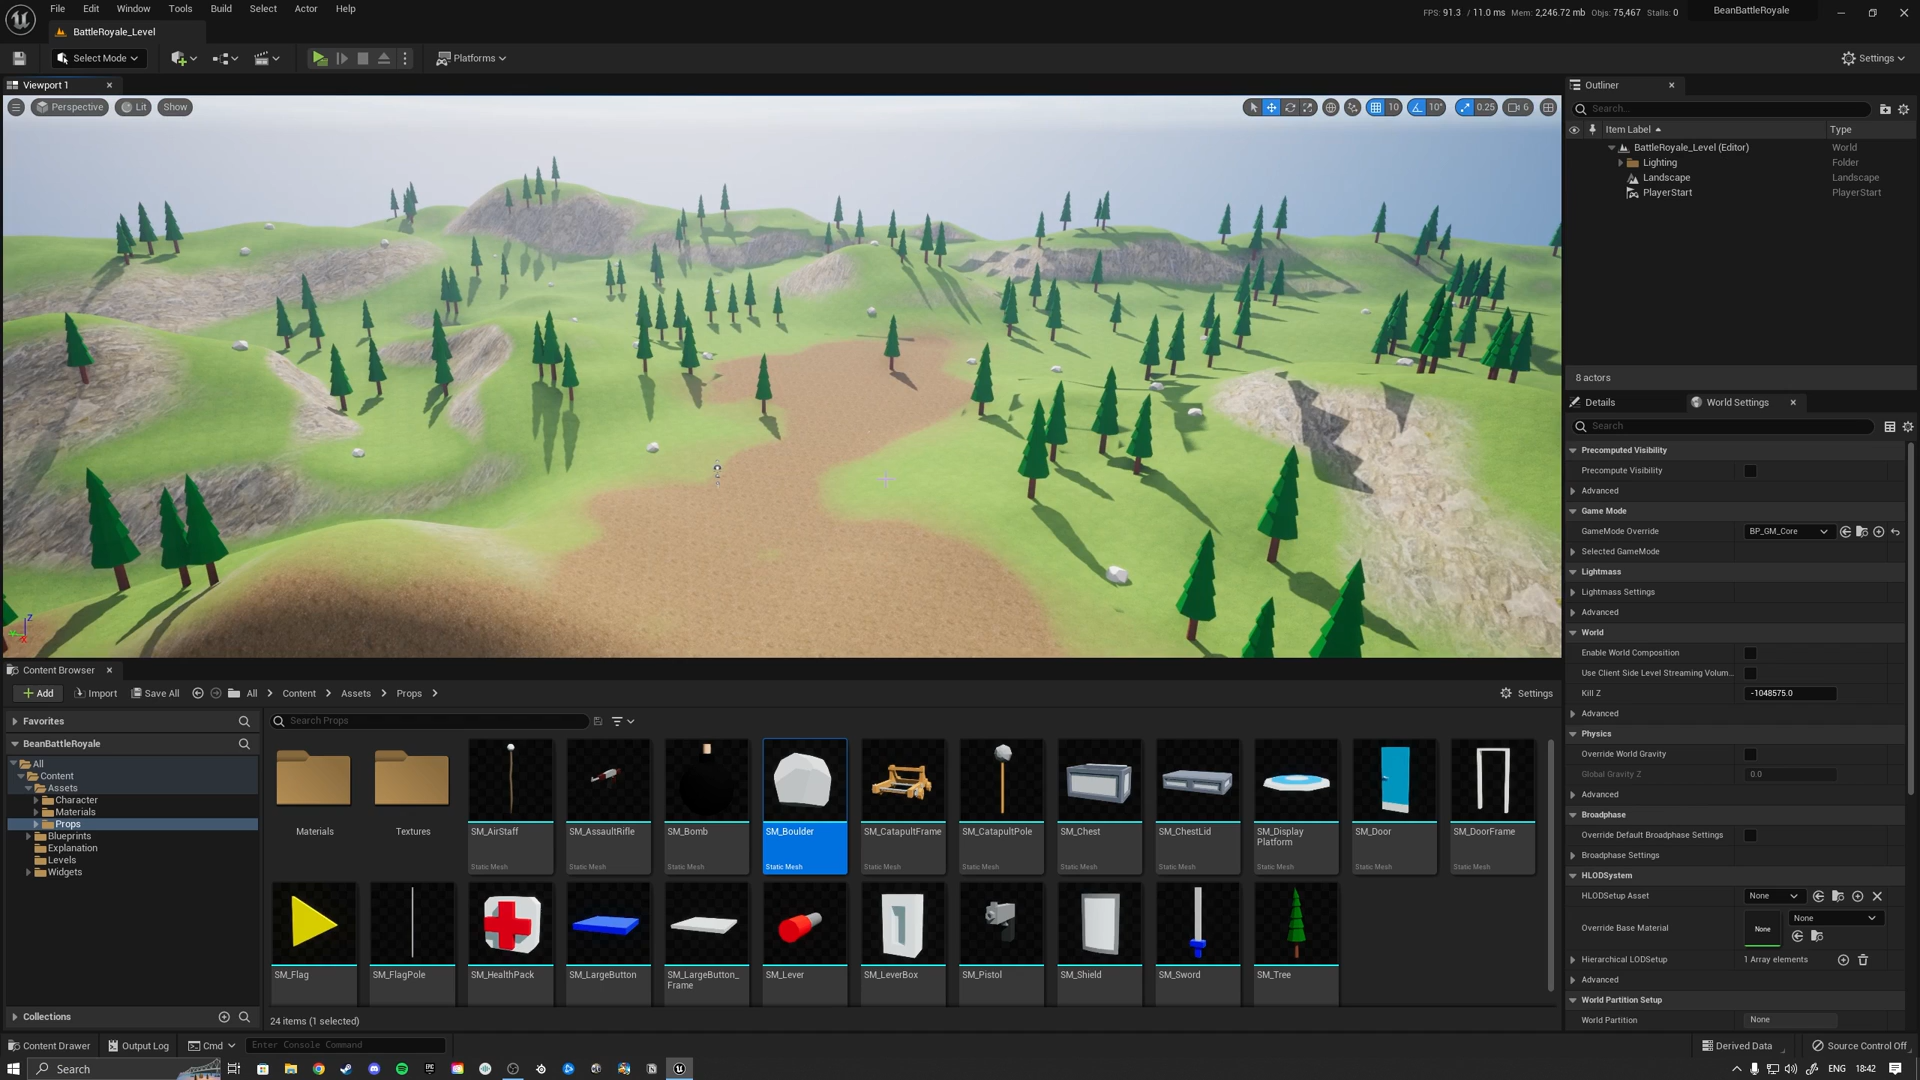 File Edit Window Tools Build Select Actor Help
FPS: 91.3 / 11.0 ms Mem: 2,246.72 mb Objs: 75,467 Stalls: 0
BeanBattleRoyale
BattleRoyale_Level
Select Mode
Platforms
Settings
Viewport 1
Perspective
Lit
Show
10
10°
0.25
6
Outliner
Search...
Item Label
Type
BattleRoyale_Level (Editor)
World
Lighting
Folder
Landscape
Landscape
PlayerStart
PlayerStart
8 actors
Details
World Settings
Search
Precomputed Visibility
Precompute Visibility
Advanced
Game Mode
GameMode Override
BP_GM_Core
Selected GameMode
Lightmass
Lightmass Settings
Advanced
World
Enable World Composition
Use Client Side Level Streaming Volum...
Kill Z
-1048575.0
Advanced
Physics
Override World Gravity
Global Gravity Z
0.0
Advanced
Broadphase
Override Default Broadphase Settings
Broadphase Settings
HLODSystem
HLODSetup Asset
None
Override Base Material
None
None
Hierarchical LODSetup
1 Array elements
Advanced
World Partition Setup
World Partition
None
Content Browser
Add
Import
Save All
All
Content
Assets
Props
Settings
Favorites
Search Props
BeanBattleRoyale
All
Content
Assets
Character
Materials
Props
Blueprints
Explanation
Levels
Widgets
Materials
Textures
SM_AirStaff
Static Mesh
SM_AssaultRifle
Static Mesh
SM_Bomb
Static Mesh
SM_Boulder
Static Mesh
SM_CatapultFrame
Static Mesh
SM_CatapultPole
Static Mesh
SM_Chest
Static Mesh
SM_ChestLid
Static Mesh
SM_Display
Platform
Static Mesh
SM_Door
Static Mesh
SM_DoorFrame
Static Mesh
SM_Flag
SM_FlagPole
SM_HealthPack
SM_LargeButton
SM_LargeButton_
Frame
SM_Lever
SM_LeverBox
SM_Pistol
SM_Shield
SM_Sword
SM_Tree
Collections
24 items (1 selected)
Content Drawer
Output Log
Cmd
Enter Console Command
Derived Data
Source Control Off
Search
ENG
18:42